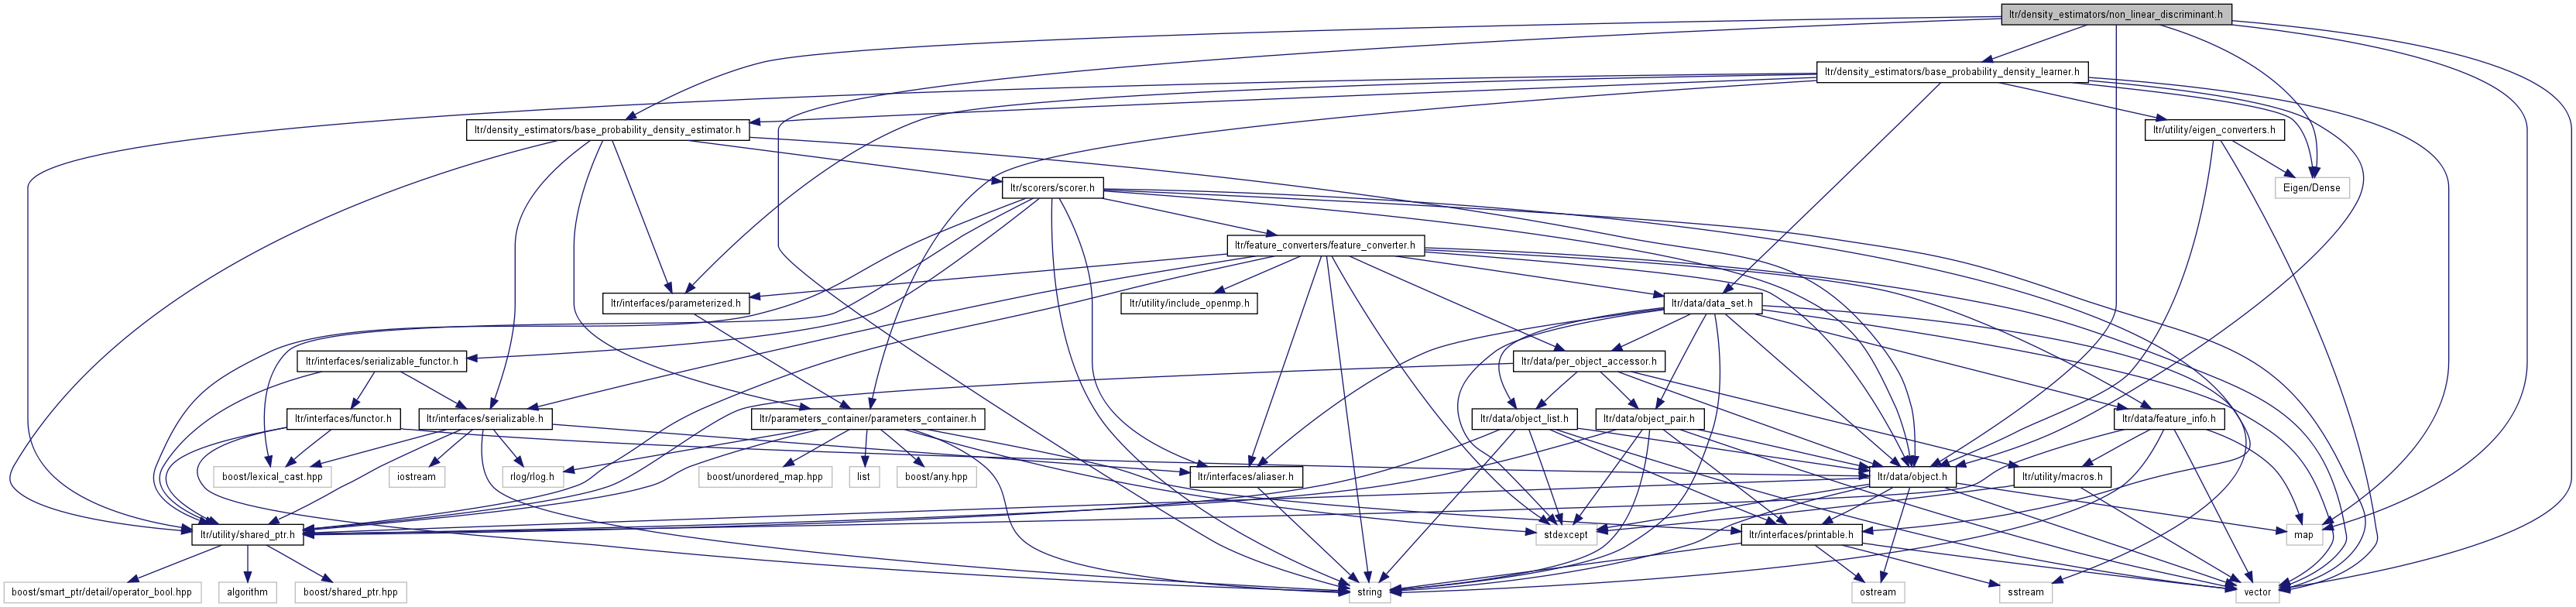 ltr/density_estimators/non_linear_discriminant.h
ltr/density_estimators/base_probability_density_learner.h
ltr/density_estimators/base_probability_density_estimator.h
ltr/utility/eigen_converters.h
ltr/scorers/scorer.h
Eigen/Dense
ltr/feature_converters/feature_converter.h
ltr/interfaces/parameterized.h
ltr/utility/include_openmp.h
ltr/data/data_set.h
ltr/interfaces/serializable_functor.h
ltr/data/per_object_accessor.h
ltr/interfaces/functor.h
ltr/interfaces/serializable.h
ltr/parameters_container/parameters_container.h
ltr/data/object_list.h
ltr/data/object_pair.h
ltr/data/feature_info.h
boost/lexical_cast.hpp
iostream
rlog/rlog.h
boost/unordered_map.hpp
list
boost/any.hpp
ltr/interfaces/aliaser.h
ltr/data/object.h
ltr/utility/macros.h
ltr/utility/shared_ptr.h
stdexcept
ltr/interfaces/printable.h
map
boost/smart_ptr/detail/operator_bool.hpp
algorithm
boost/shared_ptr.hpp
string
ostream
sstream
vector